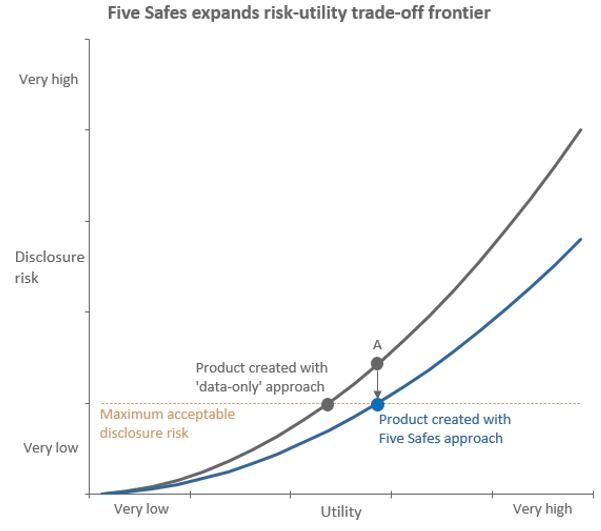 Five Safes expands risk-utility trade-off frontier
Very high
Disclosure
risk
A
Product created with
'data-only' approach
Maximum acceptable
disclosure risk
Product created with
Five Safes approach
Very low
Very low
Utility
Very high